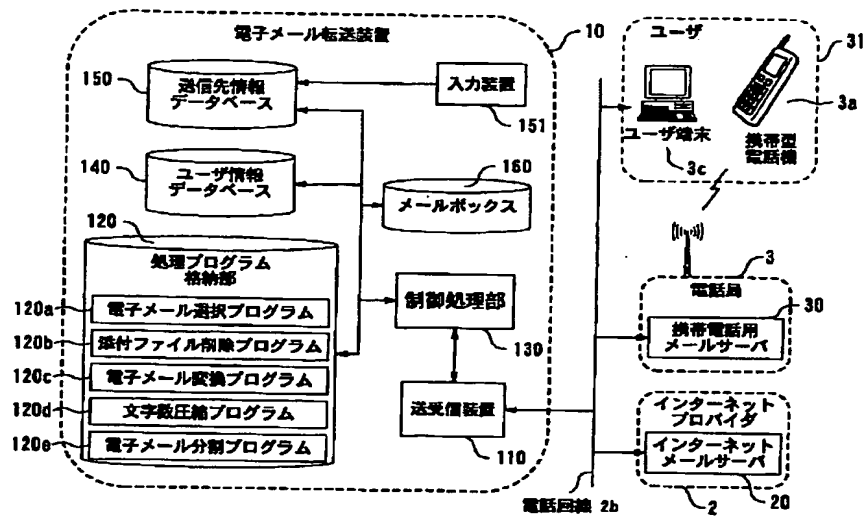 電子メール転送装置
10
150
送信先情報
データベース
入力装置
151
140
ユーザ情報
データベース
160
メールボックス
120
処理プログラム
格納部
120a
電子メール選択プログラム
120b
添付ファイル削除プログラム
120c
電子メール変換プログラム
120d
文字数圧縮プログラム
120e
電子メール分割プログラム
制御処理部
130
送受信装置
110
電話回線 2b
ユーザ
31
ユーザ端末
3c
3a
携帯型
電話機
3
電話局
30
携帯電話用
メールサーバ
インターネット
プロバイダ
インターネット
メールサーバ
2
20